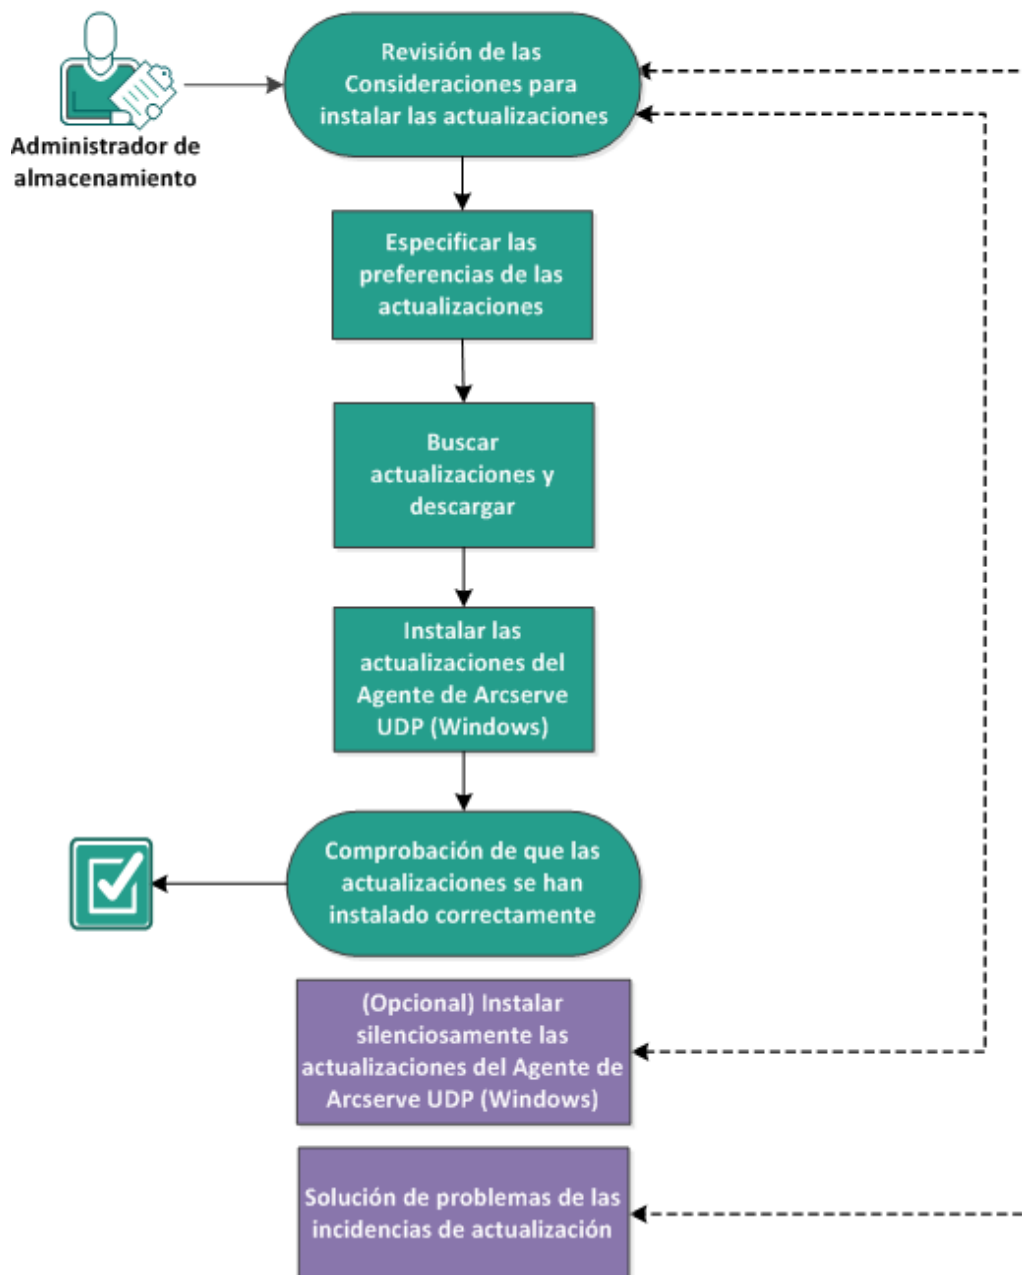 Administrador de
almacenamiento
Revisión de las
Consideraciones para
instalar las actualizaciones
Especificar las
preferencias de las
actualizaciones
Buscar
actualizaciones y
descargar
Instalar las
actualizaciones del
Agente de Arcserve
UDP (Windows)
Comprobación de que las
actualizaciones se han
instalado correctamente
(Opcional) Instalar
silenciosamente las
actualizaciones del Agente de
Arcserve UDP (Windows)
Solución de problemas de las
incidencias de actualización